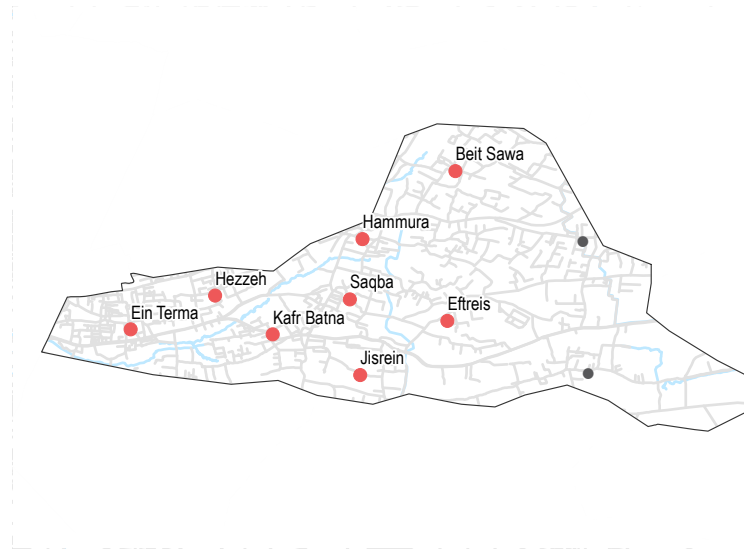 Beit Sawa
Hammura
Hezzeh
Saqba
Ein Terma
Kafr Batna
Eftreis
Jisrein